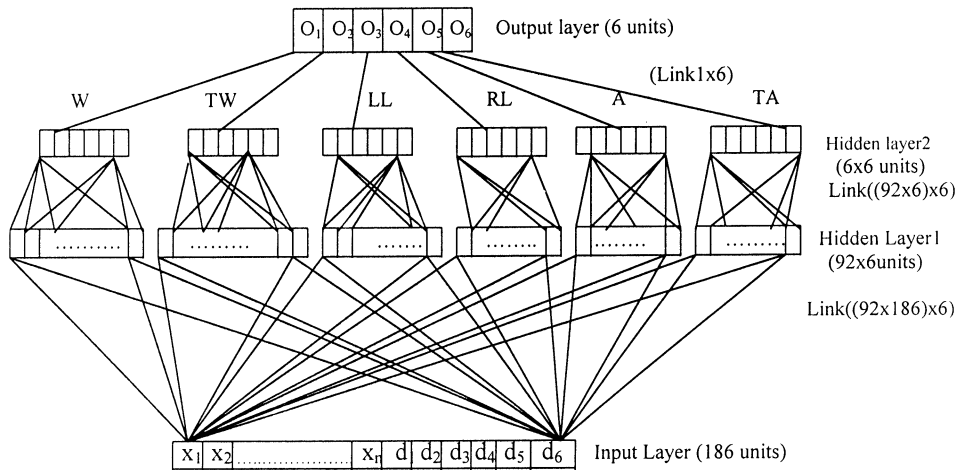 O1 O2 O3 O4 O5 O6 Output layer (6 units)
(Link1x6)
W TW LL RL A TA
Hidden layer2
(6x6 units)
Link((92x6)x6)
.......... ......... ........ ........ ........ .........
Hidden Layer1
(92x6units)
Link((92x186)x6)
x1 x2 .................... xn d1 d2 d3 d4 d5 d6 Input Layer (186 units)